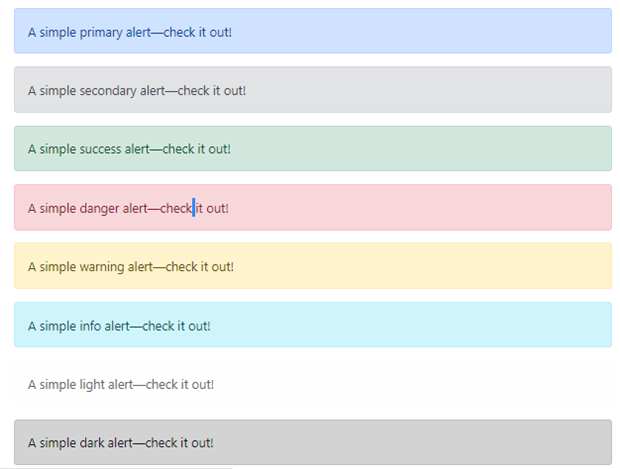 A simple primary alert—check it out!
A simple secondary alert—check it out!
A simple success alert—check it out!
A simple danger alert—check it out!
A simple warning alert—check it out!
A simple info alert—check it out!
A simple light alert—check it out!
A simple dark alert—check it out!